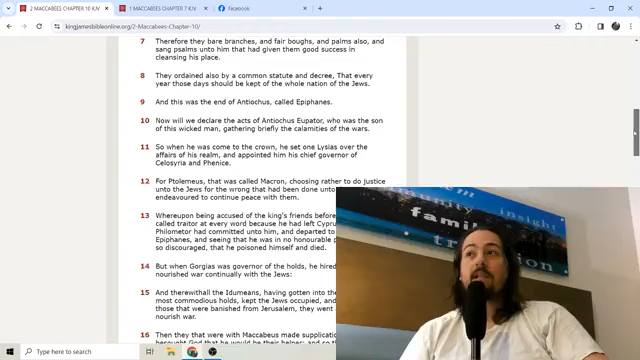 2 MACCABEES CHAPTER 10 KJV
1 MACCABEES CHAPTER 7 KJV
Facebook
kingjamesbibleonline.org/2-Maccabees-Chapter-10/
7 Therefore they bare branches, and fair boughs, and palms also, and
sang psalms unto him that had given them good success in
cleansing his place.
8 They ordained also by a common statute and decree, That every
year those days should be kept of the whole nation of the Jews.
9 And this was the end of Antiochus, called Epiphanes.
10 Now will we declare the acts of Antiochus Eupator, who was the son
of this wicked man, gathering briefly the calamities of the wars.
11 So when he was come to the crown, he set one Lysias over the
affairs of his realm, and appointed him his chief governor of
Celosyria and Phenice.
12 For Ptolemeus, that was called Macron, choosing rather to do justice
unto the Jews for the wrong that had been done unto
endeavoured to continue peace with them.
13 Whereupon being accused of the king's friends before
called traitor at every word because he had left Cyprus
Philometor had committed unto him, and departed to
Epiphanes, and seeing that he was in no honourable
so discouraged, that he poisoned himself and died.
14 But when Gorgias was governor of the holds, he hired
nourished war continually with the Jews:
15 And therewithall the Idumeans, having gotten into the
most commodious holds, kept the Jews occupied, and
those that were banished from Jerusalem, they went
nourish war.
16 Then they that were with Maccabeus made supplication
besought God that he would be their helper; and so
insight
family
tradition
Type here to search